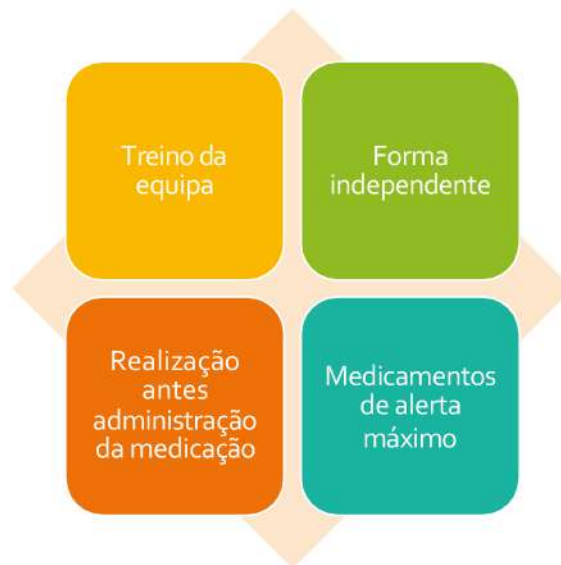 Treino da
equipa
Forma
independente
Realização
antes
administração
da medicação
Medicamentos
de alerta
máximo